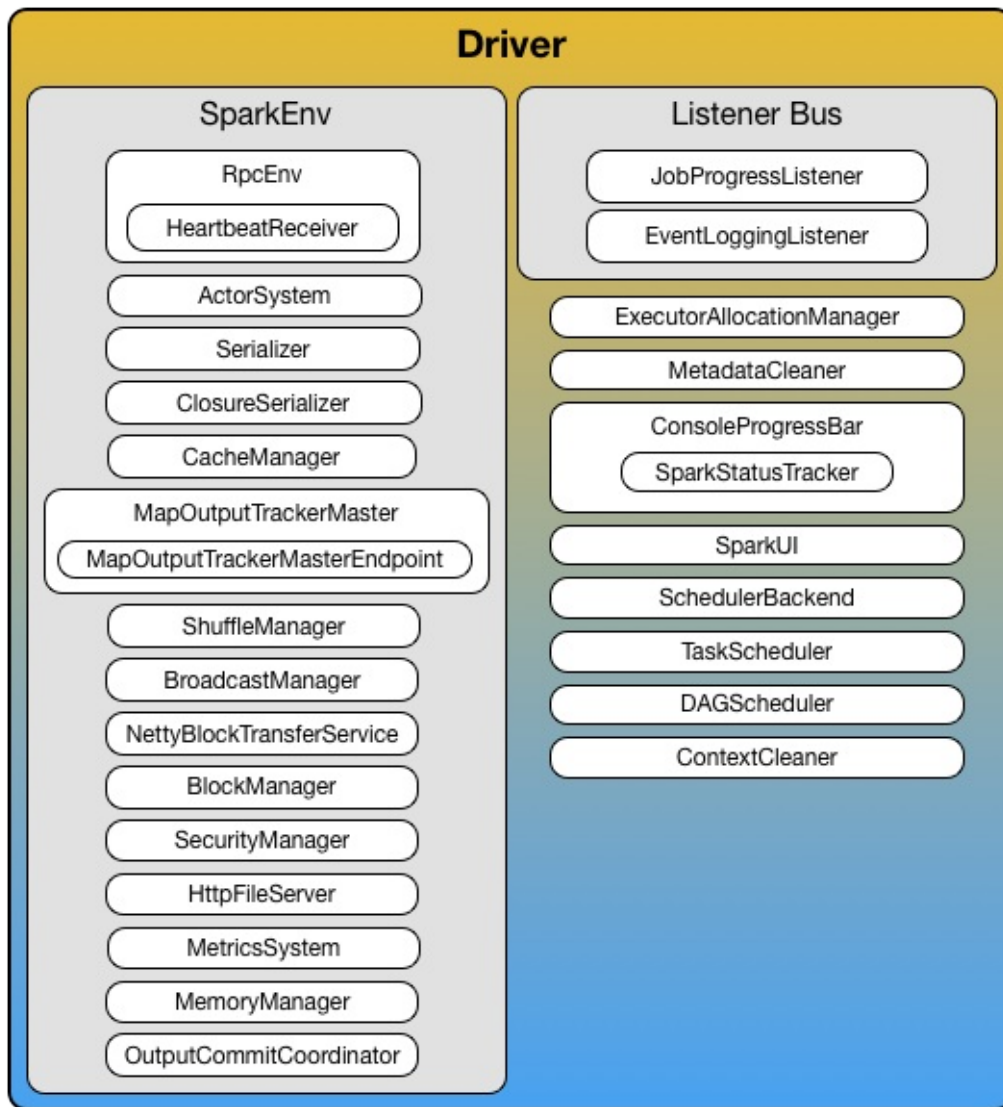 Driver
SparkEnv
RpcEnv
HeartbeatReceiver
ActorSystem
Serializer
ClosureSerializer
CacheManager
MapOutputTrackerMaster
MapOutputTrackerMasterEndpoint
ShuffleManager
BroadcastManager
NettyBlockTransferService
BlockManager
SecurityManager
HttpFileServer
MetricsSystem
MemoryManager
OutputCommitCoordinator
Listener Bus
JobProgressListener
EventLoggingListener
ExecutorAllocationManager
MetadataCleaner
ConsoleProgressBar
SparkStatusTracker
SparkUI
SchedulerBackend
TaskScheduler
DAGScheduler
ContextCleaner